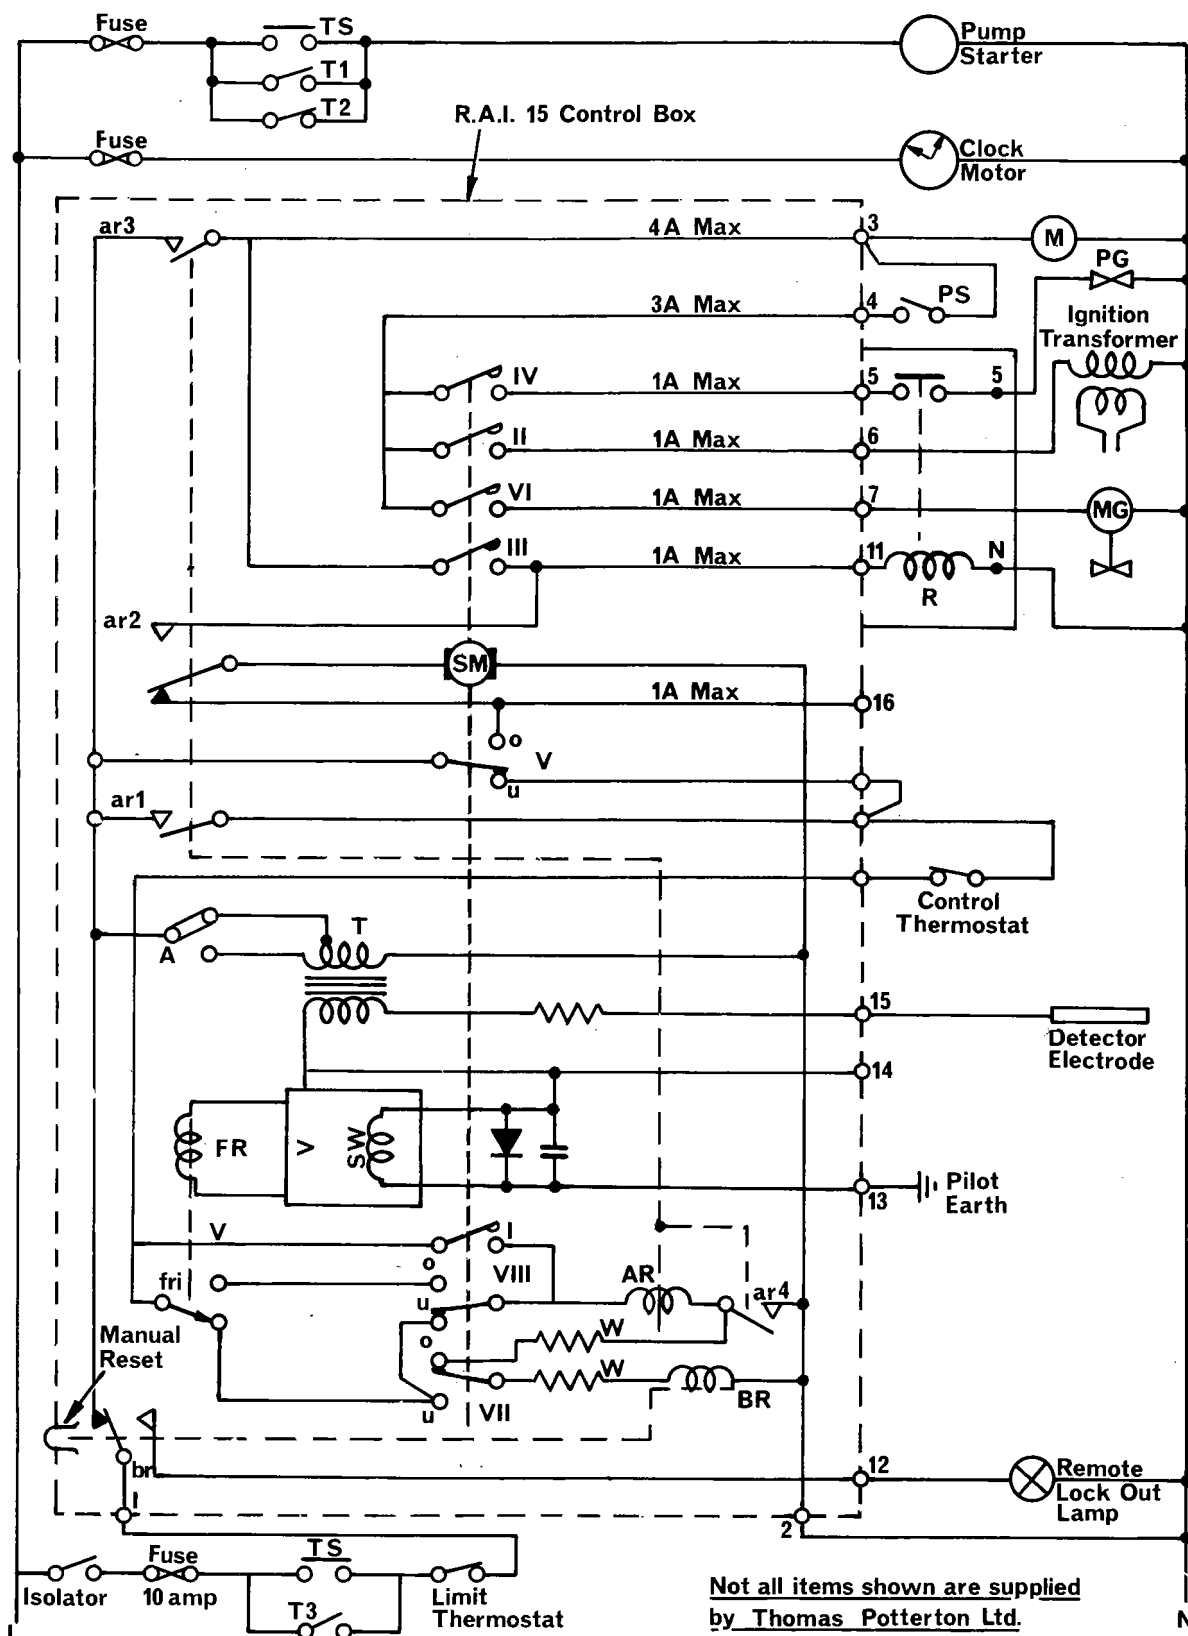 Fuse
TS
Pump
Starter
T1
T2
R.A.I. 15 Control Box
Fuse
Clock
Motor
ar3
4A Max
3
M
PG
3A Max
4
PS
Ignition
Transformer
IV
1A Max
5
5
II
1A Max
6
VI
1A Max
7
MG
III
1A Max
11
N
R
ar2
SM
1A Max
16
o
V
u
ar1
Control
Thermostat
A
T
15
Detector
Electrode
14
FR
V
SW
13
Pilot
Earth
V
I
o
VIII
fri
AR
ar4
u
Manual
Reset
o
W
W
BR
u
VII
br
12
Remote
Lock Out
Lamp
1
2
Isolator
Fuse
10 amp
TS
T3
Limit
Thermostat
Not all items shown are supplied
by Thomas Potterton Ltd.
L
N